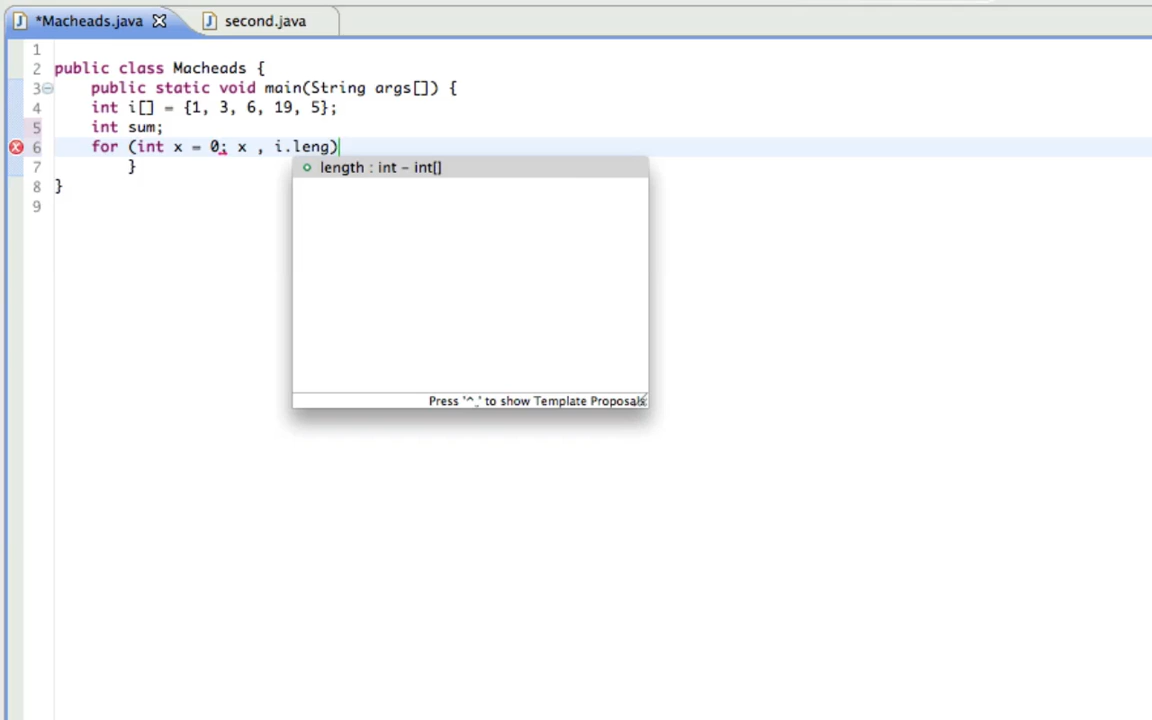 *Macheads.java second.java
1
2 public class Macheads {
3 public static void main(String args[]) {
4 int i[] = {1, 3, 6, 19, 5};
5 int sum;
6 for (int x = 0; x , i.leng)
length : int – int[]
7 }
8 }
9
Press '^_' to show Template Proposals